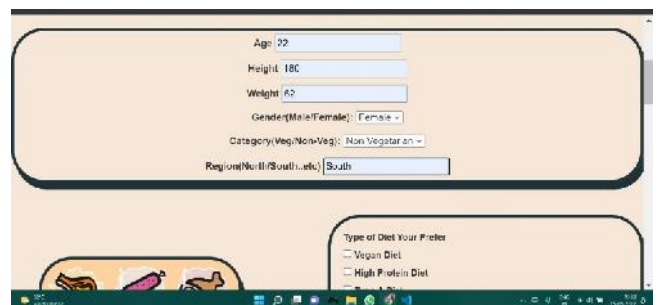 Age 22
Height 180
Weight 62
Gender(Male/Female): Female
Category(Veg/Non-Veg): Non Vegetarian
Region(North/South..etc) South
Type of Diet Your Prefer
Vegan Diet
High Protein Diet